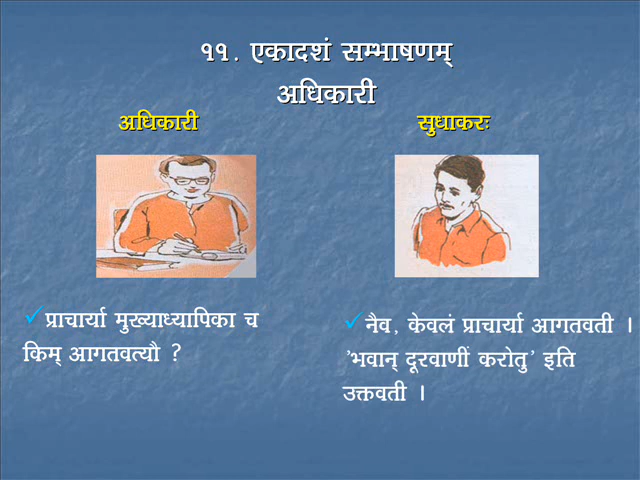 ११. एकादशं सम्भाषणम्
अधिकारी
अधिकारी
सुधाकरः
प्राचार्या मुख्याध्यापिका च
किम् आगतवत्यौ ?
नैव, केवलं प्राचार्या आगतवती ।
'भवान् दूरवाणीं करोतु' इति
उक्तवती ।